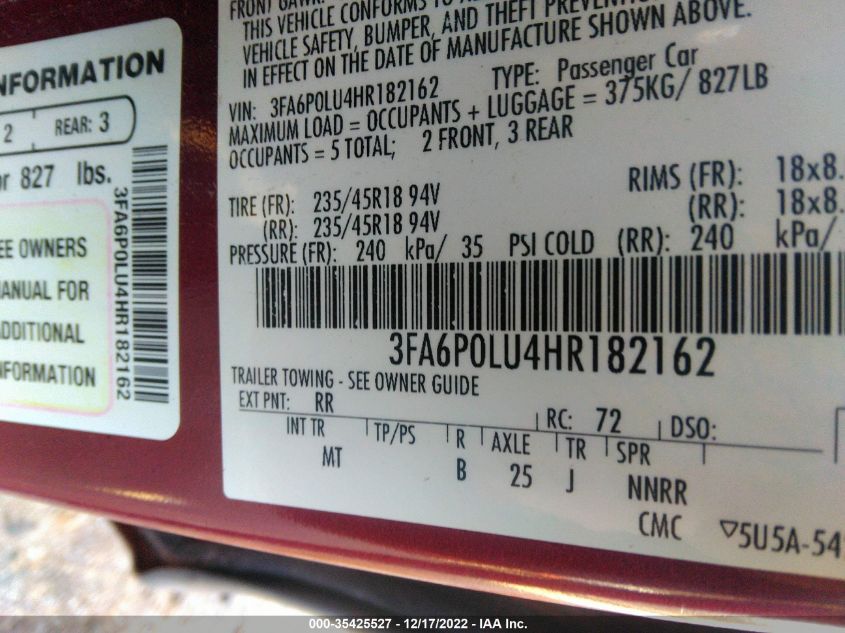 NFORMATION
2 REAR: 3
or 827 lbs.
EE OWNERS
ANUAL FOR
ADDITIONAL
NFORMATION
3FA6P0LU4HR182162
THIS VEHICLE CONFORMS TO
VEHICLE SAFETY, BUMPER, AND THEFT PREVENTION
IN EFFECT ON THE DATE OF MANUFACTURE SHOWN ABOVE.
VIN: 3FA6P0LU4HR182162 TYPE: Passenger Car
MAXIMUM LOAD = OCCUPANTS + LUGGAGE = 375KG/ 827LB
OCCUPANTS = 5 TOTAL; 2 FRONT, 3 REAR
TIRE (FR): 235/45R18 94V RIMS (FR): 18x8.
(RR): 235/45R18 94V (RR): 18x8.
PRESSURE (FR): 240 kPa/ 35 PSI COLD (RR): 240 kPa/
3FA6P0LU4HR182162
TRAILER TOWING - SEE OWNER GUIDE
EXT PNT: RR RC: 72 DSO:
INT TR TP/PS R AXLE TR SPR
MT B 25 J NNRR
CMC 5U5A-54
000-35425527 - 12/17/2022 - IAA Inc.